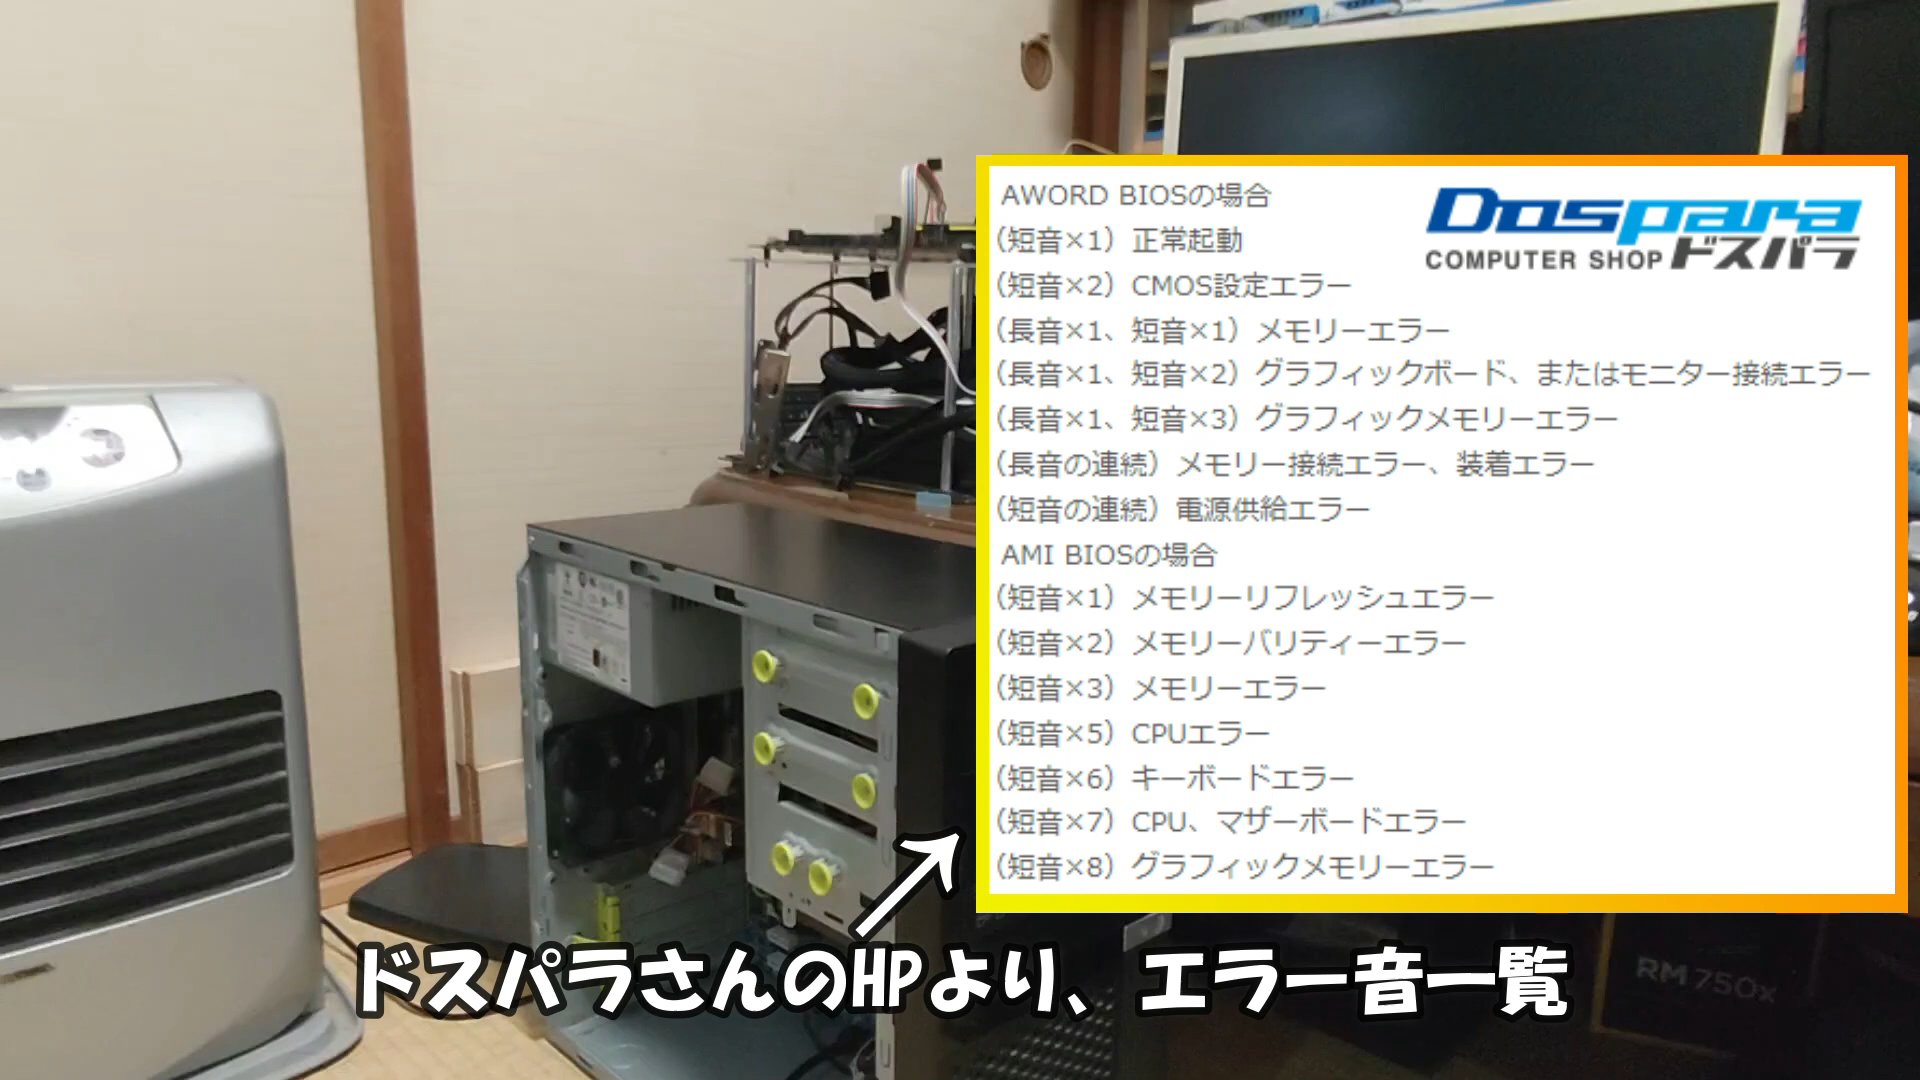 AWORD BIOSの場合
(短音×1) 正常起動
(短音×2) CMOS設定エラー
(長音×1、短音×1) メモリーエラー
(長音×1、短音×2) グラフィックボード、またはモニター接続エラー
(長音×1、短音×3) グラフィックメモリーエラー
(長音の連続) メモリー接続エラー、装着エラー
(短音の連続) 電源供給エラー
AMI BIOSの場合
(短音×1) メモリーリフレッシュエラー
(短音×2) メモリーパリティーエラー
(短音×3) メモリーエラー
(短音×5) CPUエラー
(短音×6) キーボードエラー
(短音×7) CPU、マザーボードエラー
(短音×8) グラフィックメモリーエラー
Dospara
COMPUTER SHOP ドスパラ
RM750x
ドスパラさんのHPより、エラー音一覧